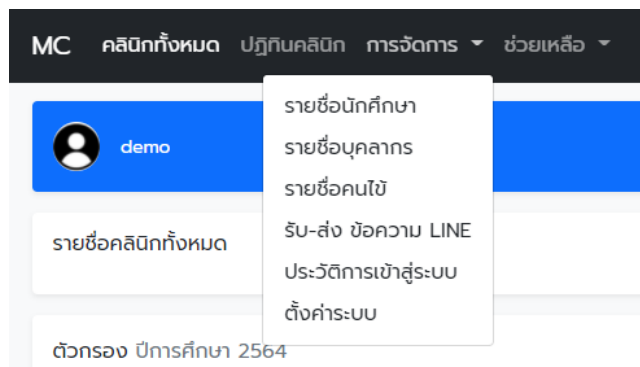 MC คลินิกทั้งหมด ปฏิทินคลินิก การจัดการ ช่วยเหลือ
รายชื่อนักศึกษา
รายชื่อบุคลากร
รายชื่อคนไข้
รับ-ส่ง ข้อความ LINE
ประวัติการเข้าสู่ระบบ
ตั้งค่าระบบ
demo
รายชื่อคลินิกทั้งหมด
ตัวกรอง ปีการศึกษา 2564